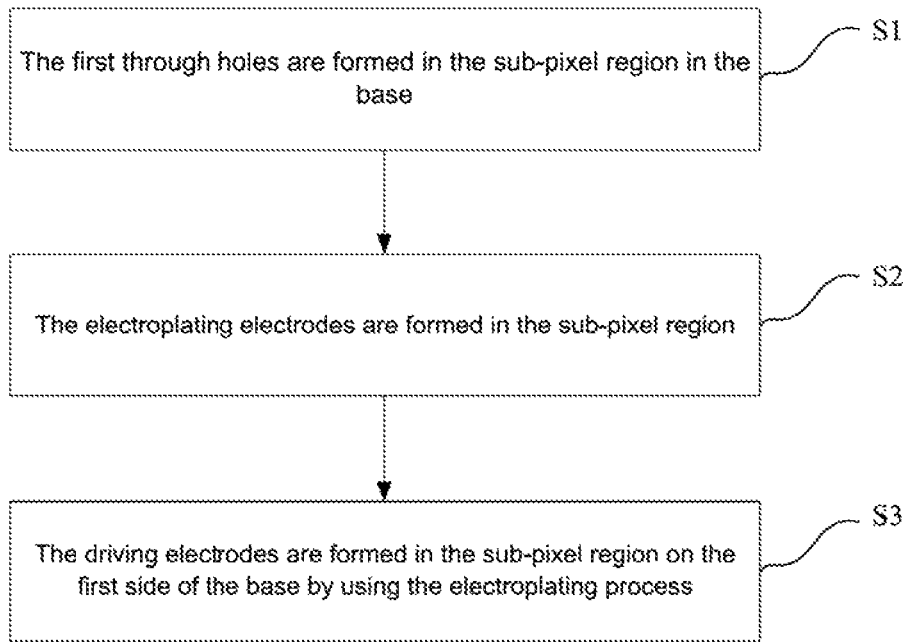 S1
The first through holes are formed in the sub-pixel region in the
base
S2
The electroplating electrodes are formed in the sub-pixel region
S3
The driving electrodes are formed in the sub-pixel region on the
first side of the base by using the electroplating process